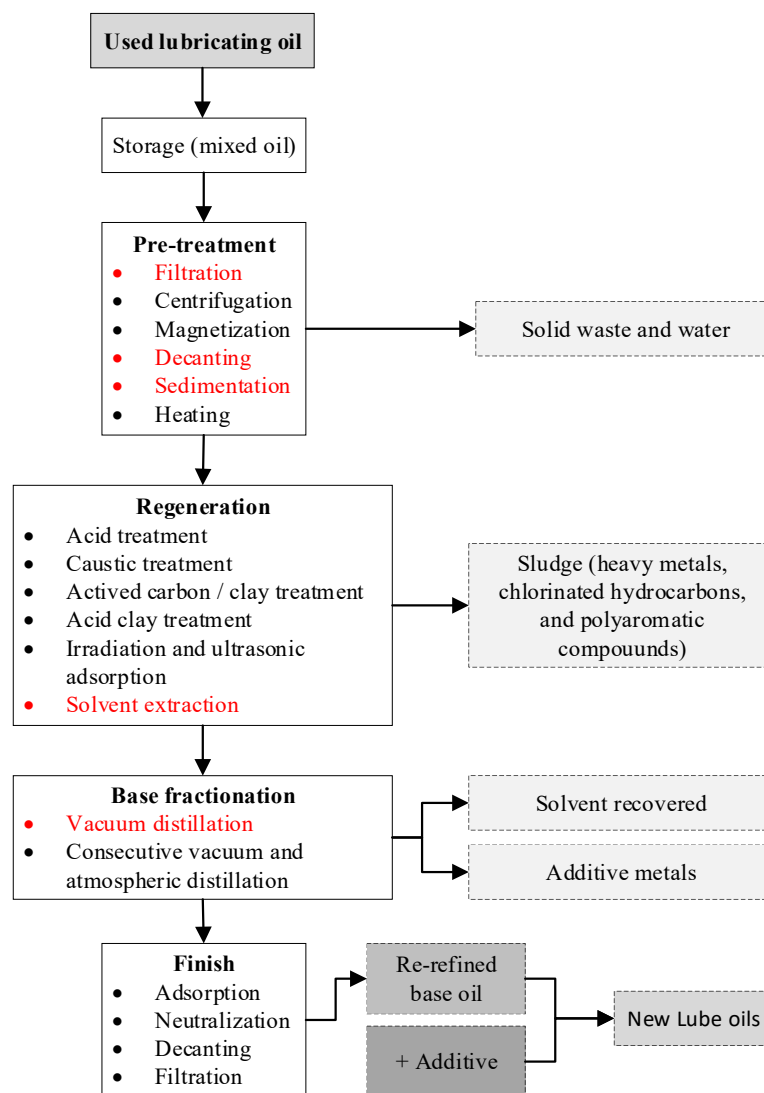 Used lubricating oil
Storage (mixed oil)
Pre-treatment
• Filtration
• Centrifugation
• Magnetization
• Decanting
• Sedimentation
• Heating
Solid waste and water
Regeneration
• Acid treatment
• Caustic treatment
• Actived carbon / clay treatment
• Acid clay treatment
• Irradiation and ultrasonic
adsorption
• Solvent extraction
Sludge (heavy metals,
chlorinated hydrocarbons,
and polyaromatic
compouunds)
Base fractionation
• Vacuum distillation
• Consecutive vacuum and
atmospheric distillation
Solvent recovered
Additive metals
Finish
• Adsorption
• Neutralization
• Decanting
• Filtration
Re-refined
base oil
+ Additive
New Lube oils